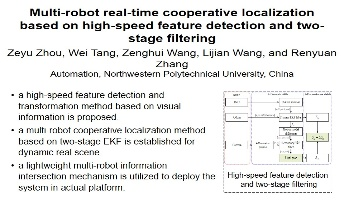 Multi-robot real-time cooperative localization
based on high-speed feature detection and two-
stage filtering
Zeyu Zhou, Wei Tang, Zenghui Wang, Lijian Wang, and Renyuan
Zhang
Automation, Northwestern Polytechnical University, China
• a high-speed feature detection and
transformation method based on visual
information is proposed
• a multi robot cooperative localization method
based on two-stage EKF is established for
dynamic real scene.
• a lightweight multi-robot information
intersection mechanism is utilized to deploy the
system in actual platform.
High-speed feature detection
and two-stage filtering